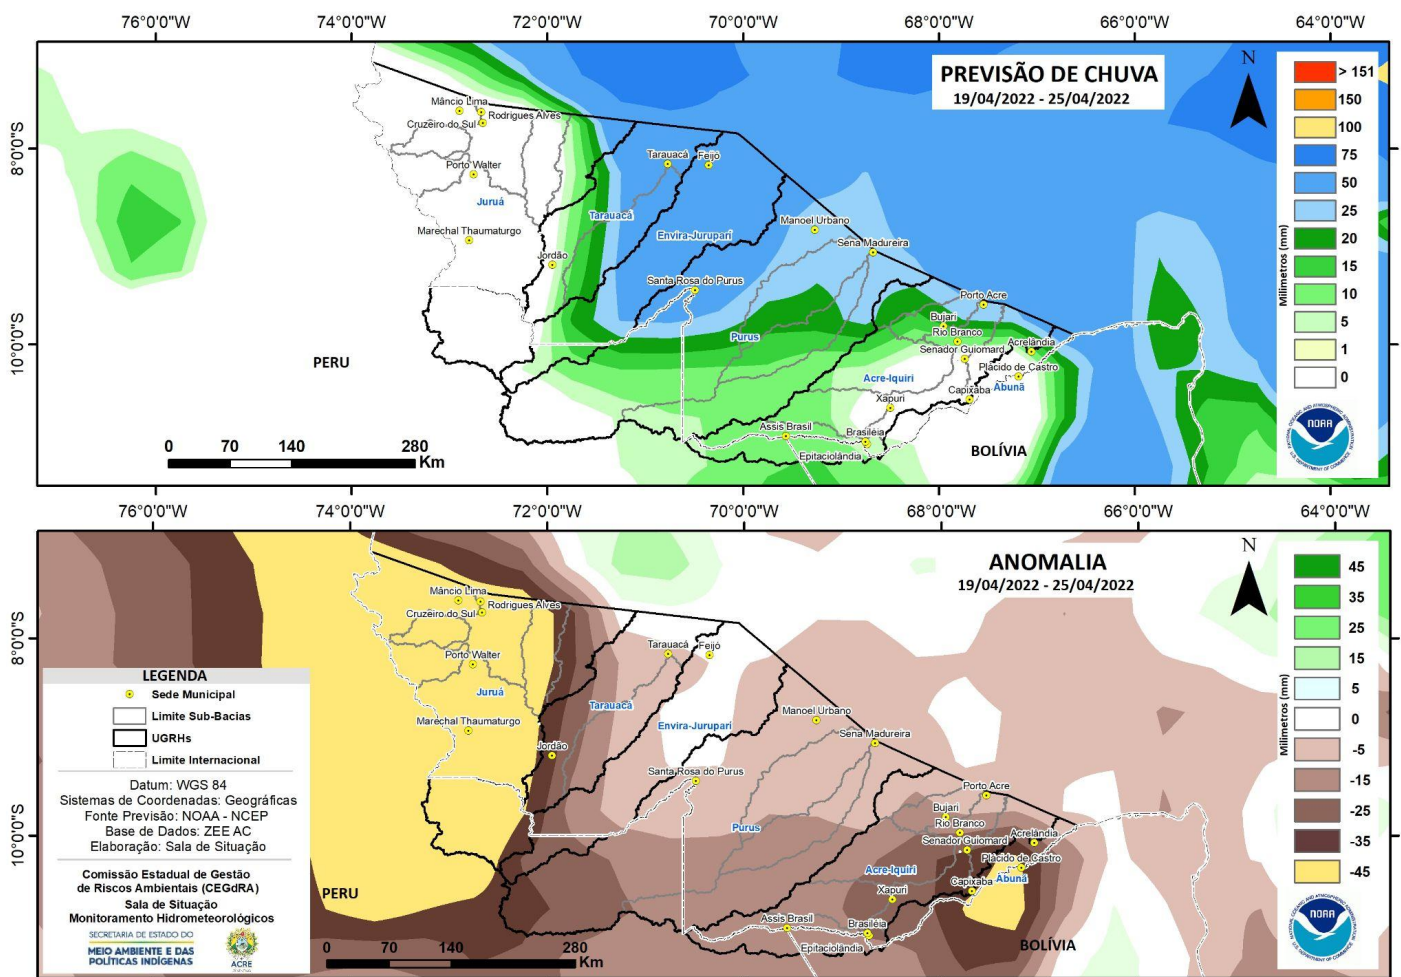 76°0'0"W
74°0'0"W
72°0'0"W
70°0'0"W
68°0'0"W
66°0'0"W
64°0'0"W
PREVISÃO DE CHUVA
19/04/2022 - 25/04/2022
N
> 151
150
100
75
50
25
20
15
10
5
1
0
Milímetros (mm)
NOAA
8°0'0"S
10°0'0"S
Mâncio Lima
Rodrigues Alves
Cruzeiro do Sul
Porto Walter
Juruá
Marechal Thaumaturgo
Jordão
Tarauacá
Feijó
Tarauacá
Envira-Jurupari
Manoel Urbano
Sena Madureira
Santa Rosa do Purus
Porto Acre
Bujari
Rio Branco
Acrelândia
Purus
Senador Guiomard
Plácido de Castro
Acre-Iquiri
Abunã
Capixaba
Xapuri
Assis Brasil
Brasiléia
Epitaciolândia
PERU
BOLÍVIA
0 70 140 280
Km
76°0'0"W
74°0'0"W
72°0'0"W
70°0'0"W
68°0'0"W
66°0'0"W
64°0'0"W
ANOMALIA
19/04/2022 - 25/04/2022
N
45
35
25
15
5
0
-5
-15
-25
-35
-45
Milímetros (mm)
NOAA
8°0'0"S
10°0'0"S
Mâncio Lima
Rodrigues Alves
Cruzeiro do Sul
Porto Walter
Juruá
Marechal Thaumaturgo
Jordão
Tarauacá
Feijó
Tarauacá
Envira-Jurupari
Manoel Urbano
Sena Madureira
Santa Rosa do Purus
Porto Acre
Bujari
Rio Branco
Acrelândia
Purus
Senador Guiomard
Plácido de Castro
Acre-Iquiri
Abunã
Capixaba
Xapuri
Assis Brasil
Brasiléia
Epitaciolândia
PERU
BOLÍVIA
0 70 140 280
Km
LEGENDA
Sede Municipal
Limite Sub-Bacias
UGRHs
Limite Internacional
Datum: WGS 84
Sistemas de Coordenadas: Geográficas
Fonte Previsão: NOAA - NCEP
Base de Dados: ZEE AC
Elaboração: Sala de Situação
Comissão Estadual de Gestão
de Riscos Ambientais (CEGdRA)
Sala de Situação
Monitoramento Hidrometeorológicos
SECRETARIA DE ESTADO DO
MEIO AMBIENTE E DAS
POLÍTICAS INDÍGENAS
ACRE